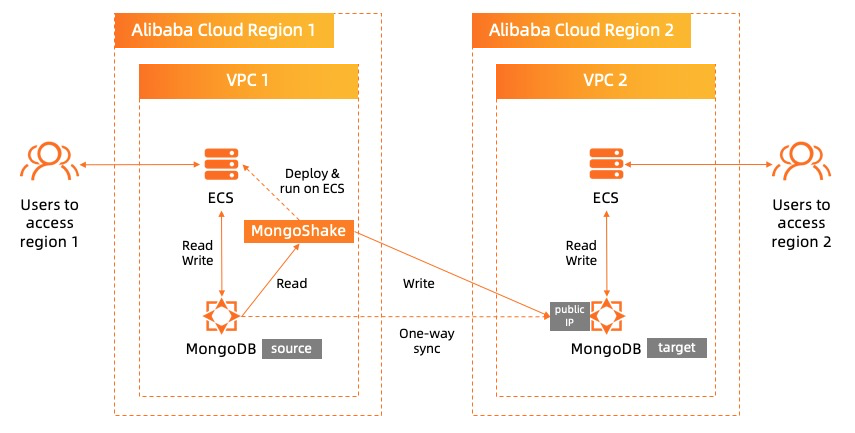 Alibaba Cloud Region 1
Alibaba Cloud Region 2
VPC 1
VPC 2
Deploy &
run on ECS
ECS
ECS
Users to
access
region 1
Users to
access
region 2
MongoShake
Read
Write
Read
Write
Read
Write
public
IP
One-way
sync
MongoDB
source
MongoDB
target